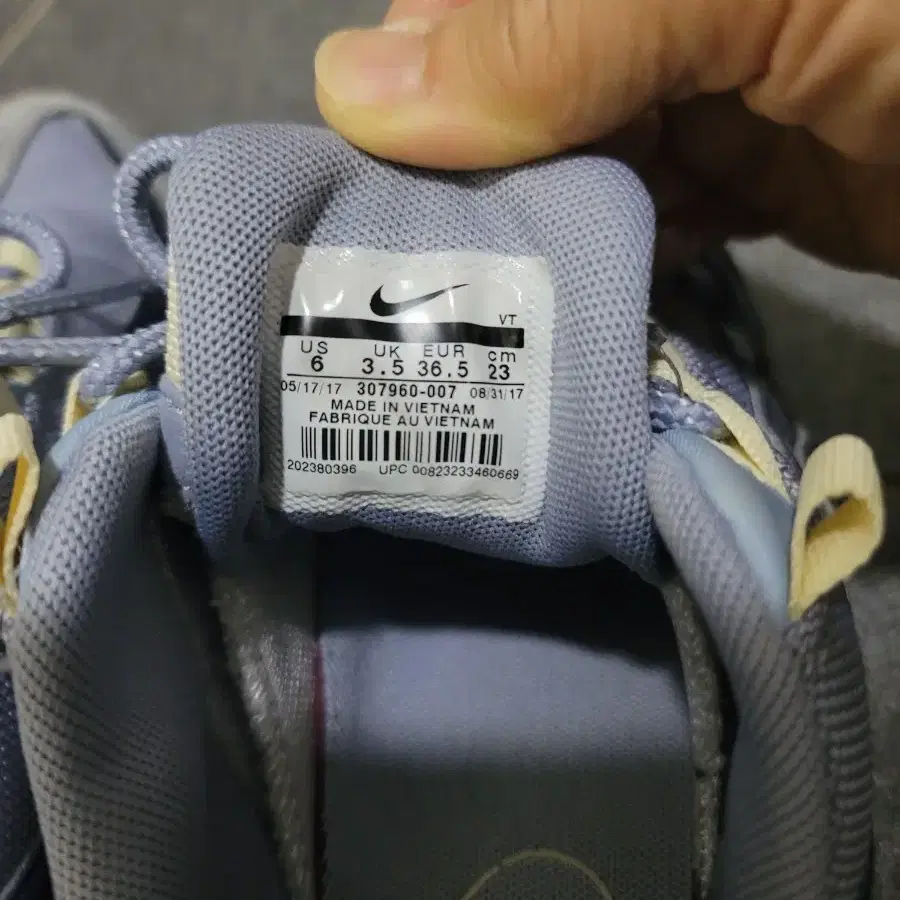 VT
US UK EUR cm
6 3.5 36.5 23
05/17/17 307960-007 08/31/17
MADE IN VIETNAM
FABRIQUE AU VIETNAM
202380396 UPC 00823233460669